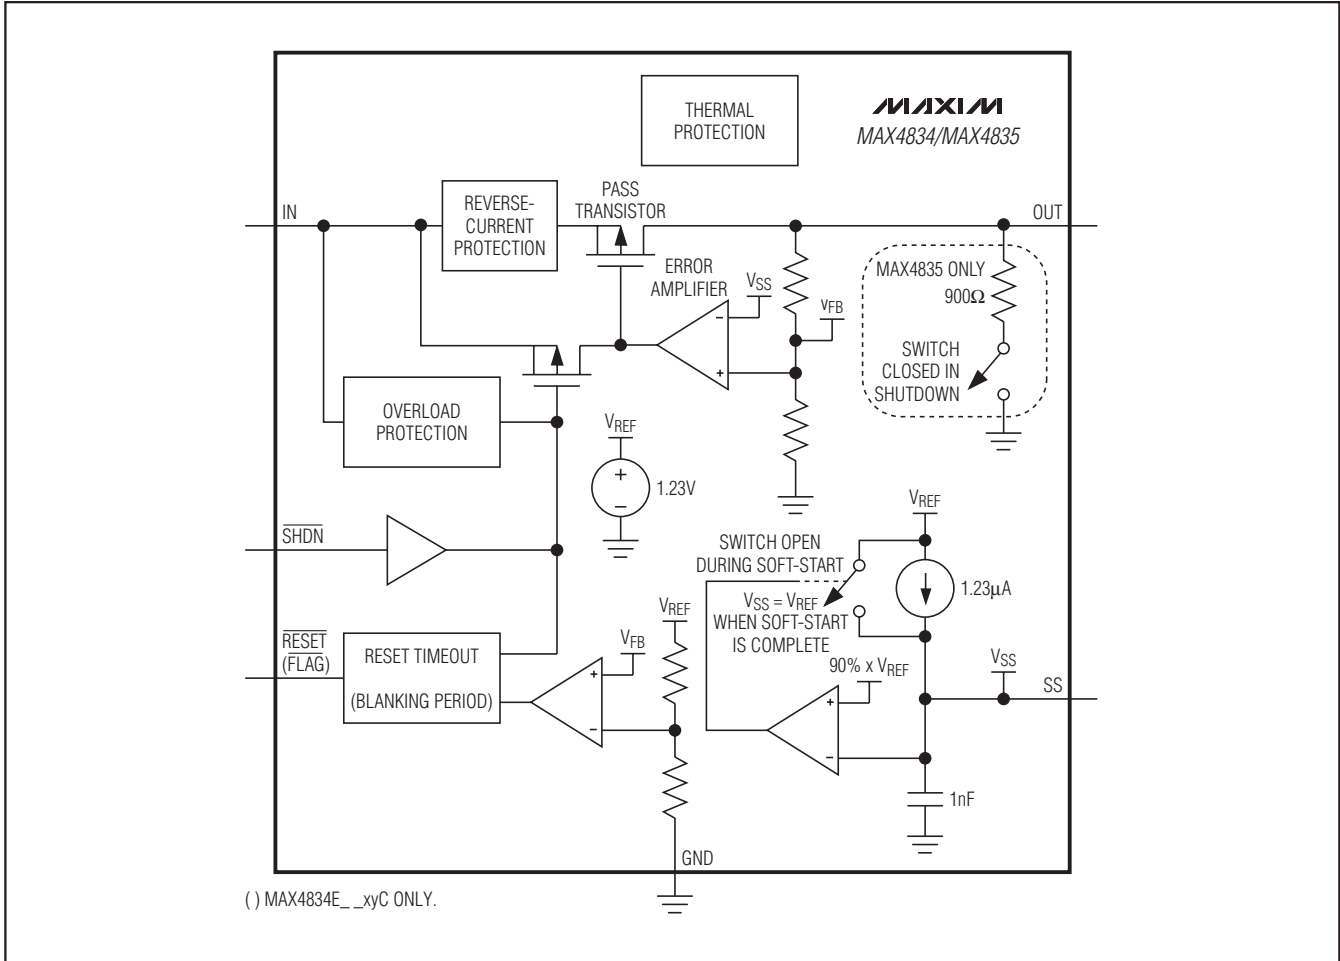 THERMAL
PROTECTION
MAXIM
MAX4834/MAX4835
IN
REVERSE-
CURRENT
PROTECTION
PASS
TRANSISTOR
OUT
ERROR
AMPLIFIER
VSS
-
+
VFB
MAX4835 ONLY
900Ω
SWITCH
CLOSED IN
SHUTDOWN
OVERLOAD
PROTECTION
VREF
+
-
1.23V
SHDN
SWITCH OPEN
DURING SOFT-START
VREF
1.23µA
VSS = VREF
WHEN SOFT-START
IS COMPLETE
RESET
(FLAG)
RESET TIMEOUT
(BLANKING PERIOD)
VFB
+
-
VREF
90% x VREF
+
-
VSS
SS
1nF
GND
( ) MAX4834E_ _xyC ONLY.